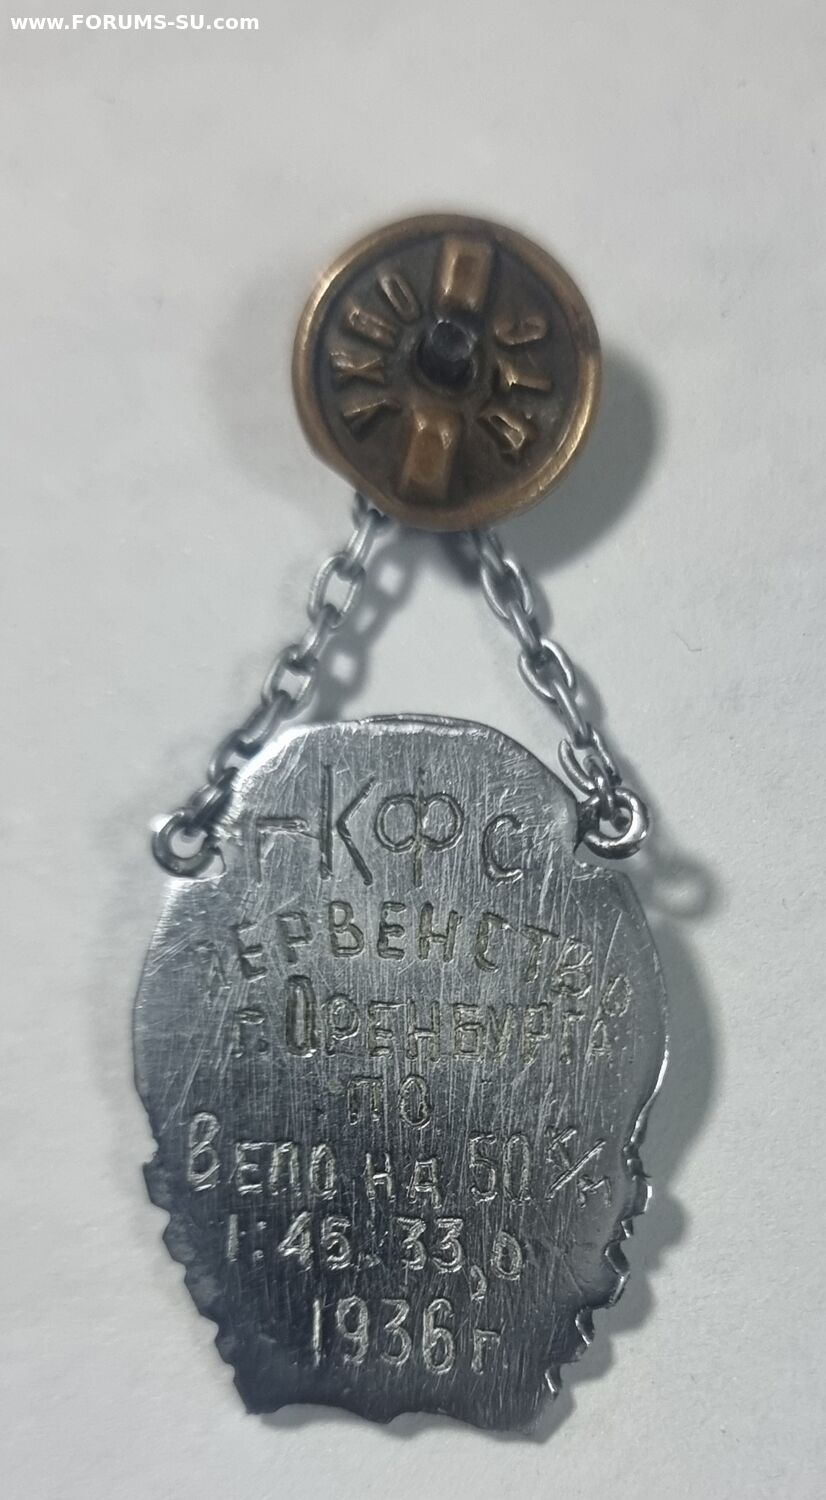 www.FORUMS-SU.com
гКФС
ПЕРВЕНСТВО
г. ОРЕНБУРГА
ПО
ВЕЛО НА 50 К/М
1:45.33,0
1936 г